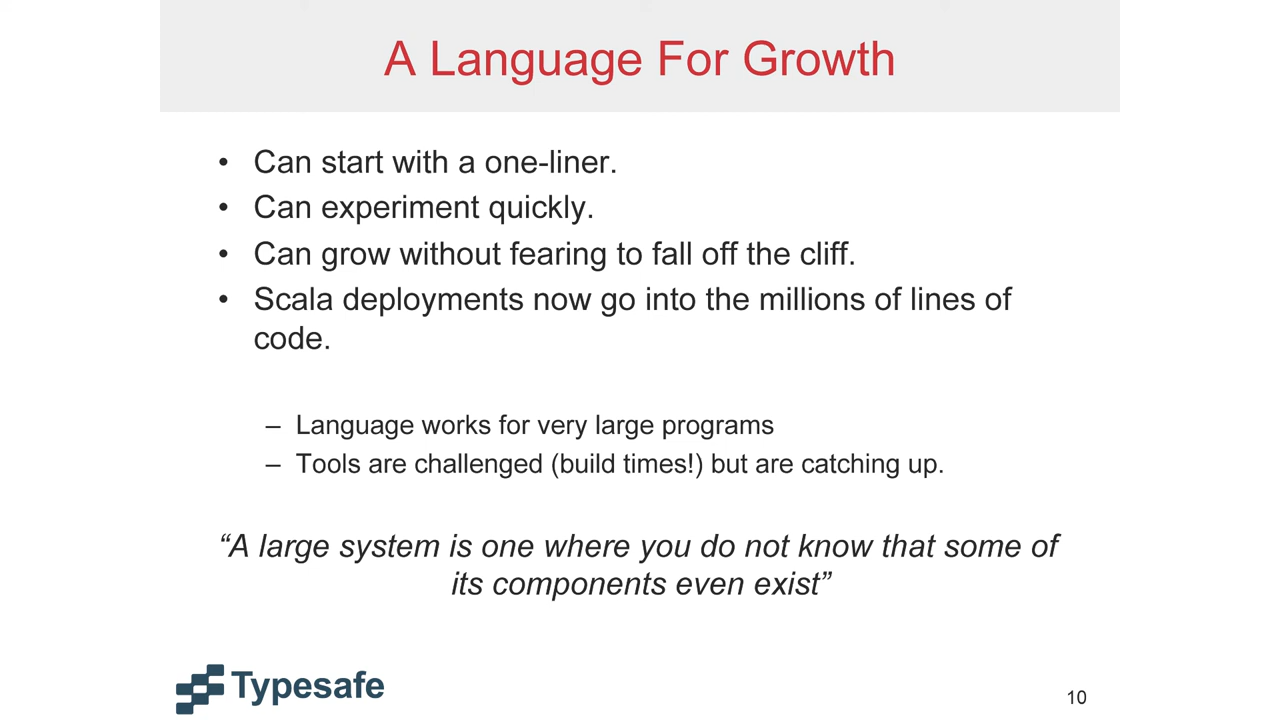 A Language For Growth
• Can start with a one-liner.
• Can experiment quickly.
• Can grow without fearing to fall off the cliff.
• Scala deployments now go into the millions of lines of
code.
– Language works for very large programs
– Tools are challenged (build times!) but are catching up.
“A large system is one where you do not know that some of
its components even exist”
Typesafe
10